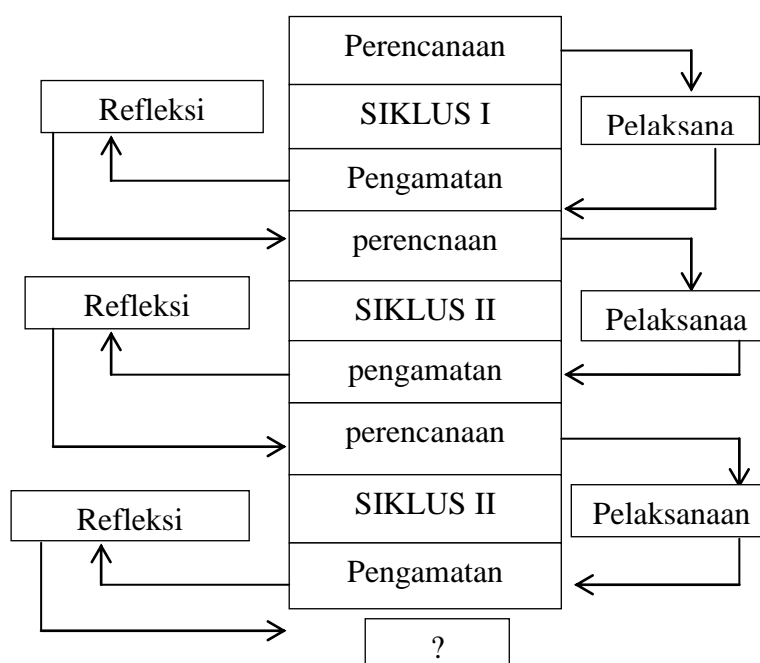 Perencanaan
Refleksi
SIKLUS I
Pelaksana
Pengamatan
perencnaan
Refleksi
SIKLUS II
Pelaksanaa
pengamatan
perencanaan
Refleksi
SIKLUS II
Pelaksanaan
Pengamatan
?